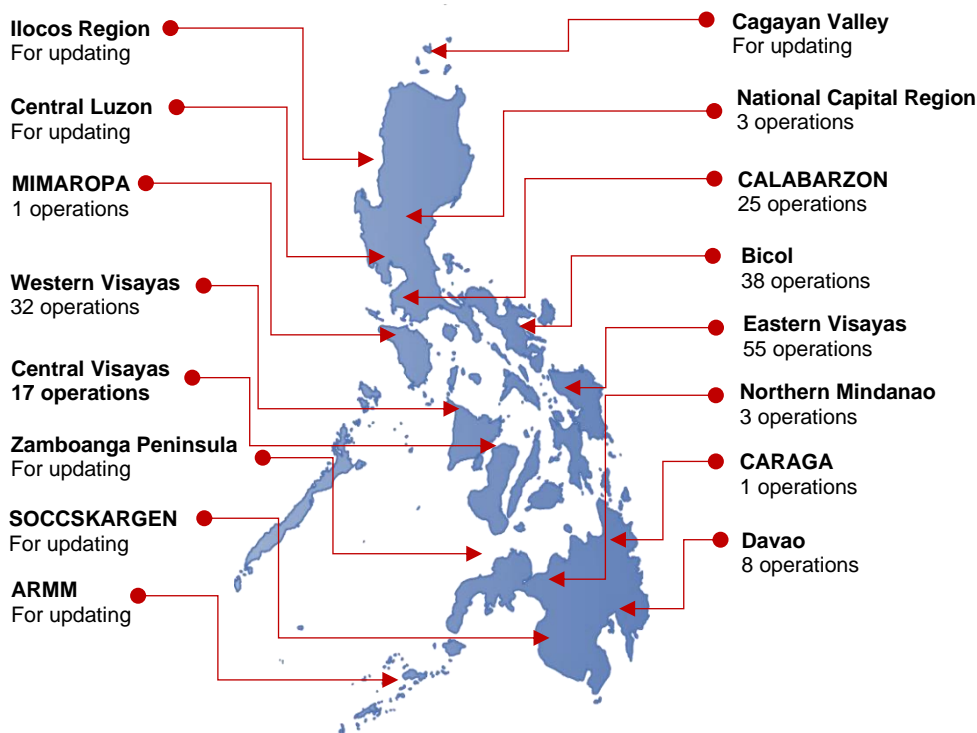 Ilocos Region
For updating
Central Luzon
For updating
MIMAROPA
1 operations
Western Visayas
32 operations
Central Visayas
17 operations
Zamboanga Peninsula
For updating
SOCCSKARGEN
For updating
ARMM
For updating
Cagayan Valley
For updating
National Capital Region
3 operations
CALABARZON
25 operations
Bicol
38 operations
Eastern Visayas
55 operations
Northern Mindanao
3 operations
CARAGA
1 operations
Davao
8 operations